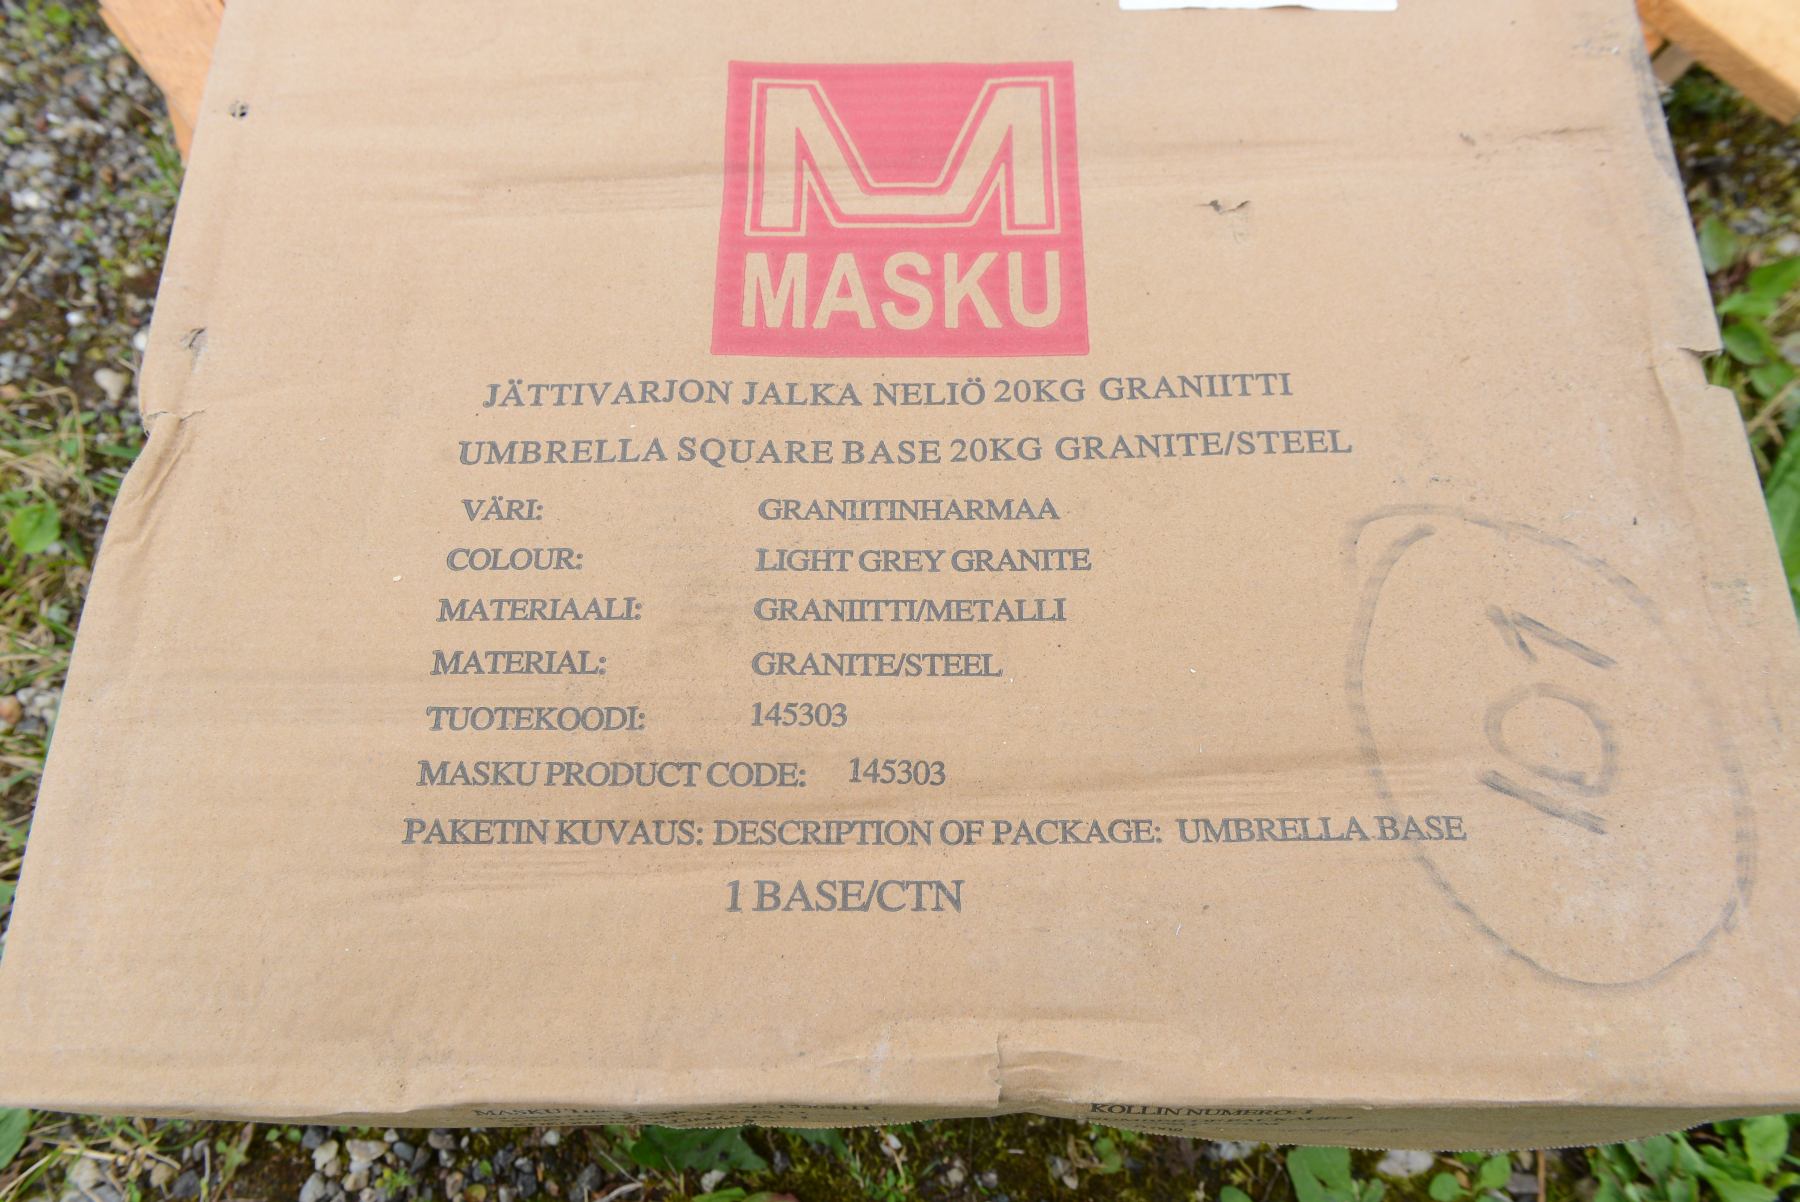 MASKU
JÄTTIVARJON JALKA NELIÖ 20KG GRANIITTI
UMBRELLA SQUARE BASE 20KG GRANITE/STEEL
VÄRI: GRANIITINHARMAA
COLOUR: LIGHT GREY GRANITE
MATERIAALI: GRANIITTI/METALLI
MATERIAL: GRANITE/STEEL
TUOTEKOODI: 145303
MASKU PRODUCT CODE: 145303
PAKETIN KUVAUS: DESCRIPTION OF PACKAGE: UMBRELLA BASE
1 BASE/CTN
101
KOLLIN NUMERO: 1